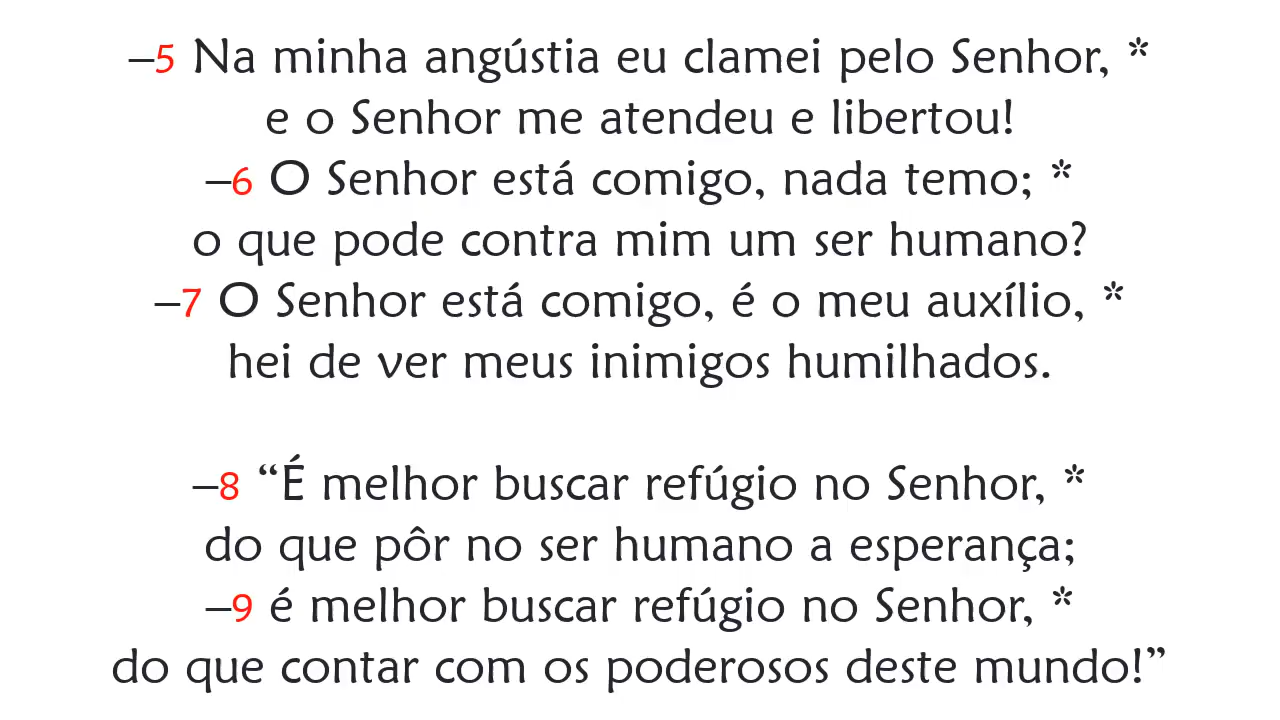 –5 Na minha angústia eu clamei pelo Senhor, *
e o Senhor me atendeu e libertou!
–6 O Senhor está comigo, nada temo; *
o que pode contra mim um ser humano?
–7 O Senhor está comigo, é o meu auxílio, *
hei de ver meus inimigos humilhados.
–8 “É melhor buscar refúgio no Senhor, *
do que pôr no ser humano a esperança;
–9 é melhor buscar refúgio no Senhor, *
do que contar com os poderosos deste mundo!”